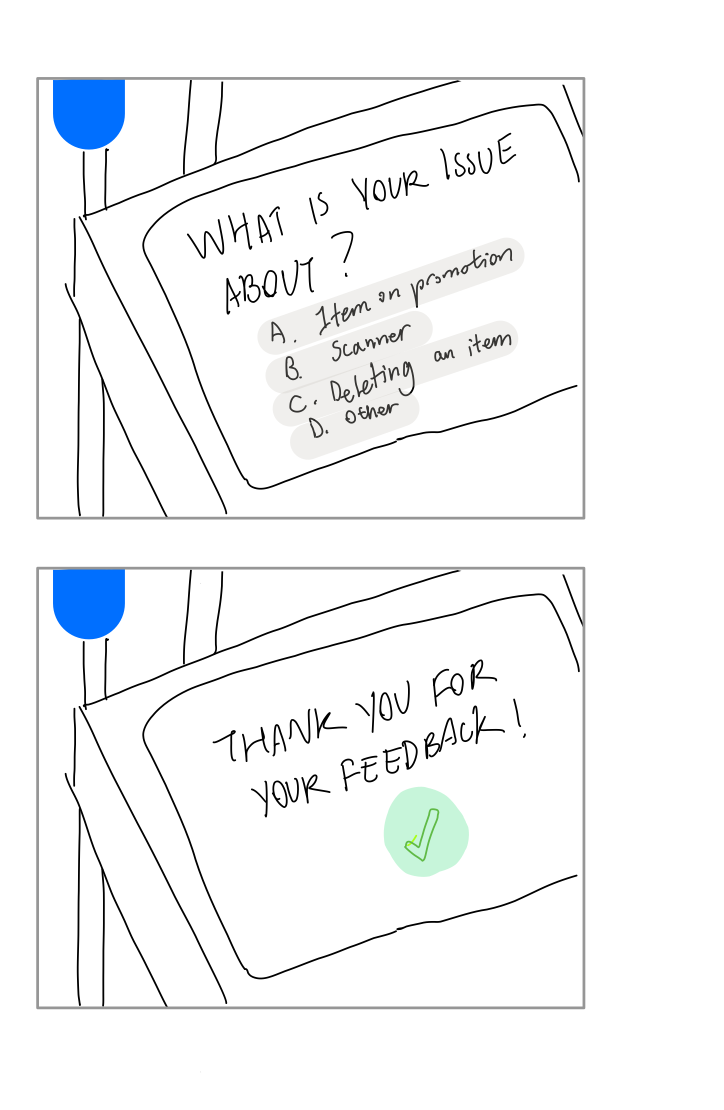 WHAT IS YOUR ISSUE
ABOUT?
A. Item on promotion
B. Scanner
C. Deleting an item
D. Other
THANK YOU FOR
YOUR FEEDBACK!